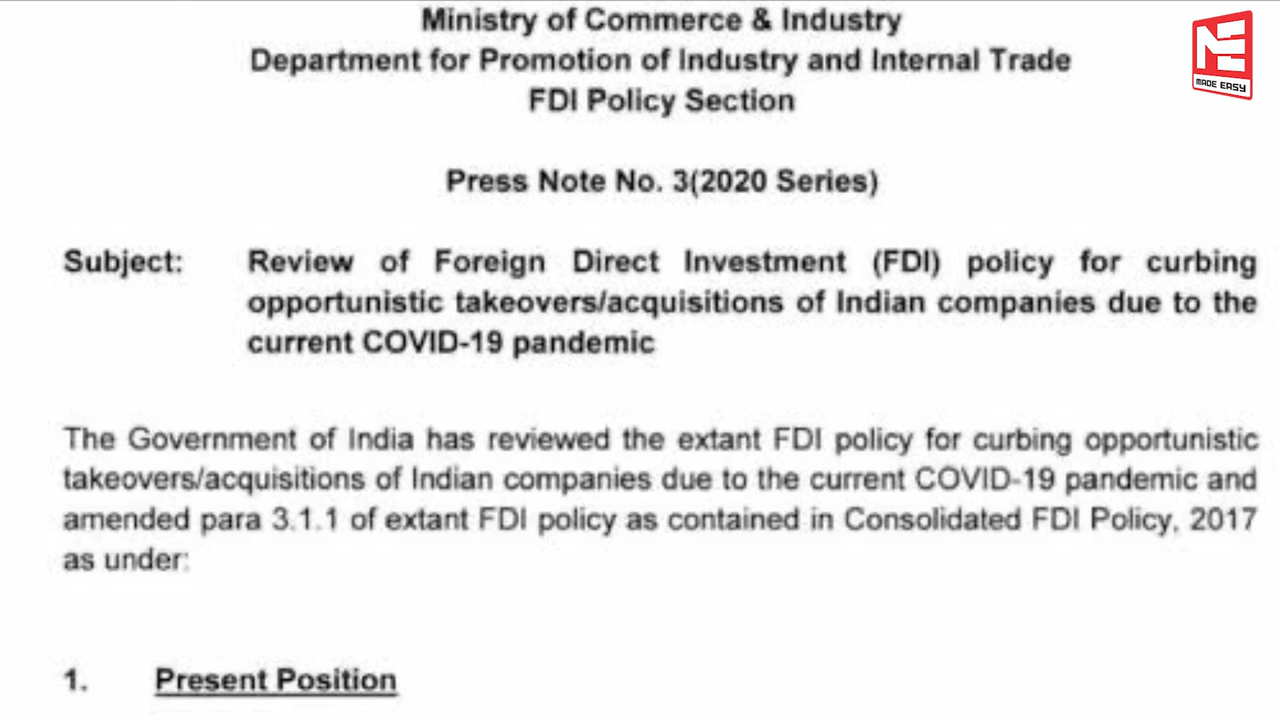 Ministry of Commerce & Industry
Department for Promotion of Industry and Internal Trade
FDI Policy Section
Press Note No. 3(2020 Series)
Subject: Review of Foreign Direct Investment (FDI) policy for curbing
opportunistic takeovers/acquisitions of Indian companies due to the
current COVID-19 pandemic
The Government of India has reviewed the extant FDI policy for curbing opportunistic
takeovers/acquisitions of Indian companies due to the current COVID-19 pandemic and
amended para 3.1.1 of extant FDI policy as contained in Consolidated FDI Policy, 2017
as under:
1. Present Position
ME
MADE EASY